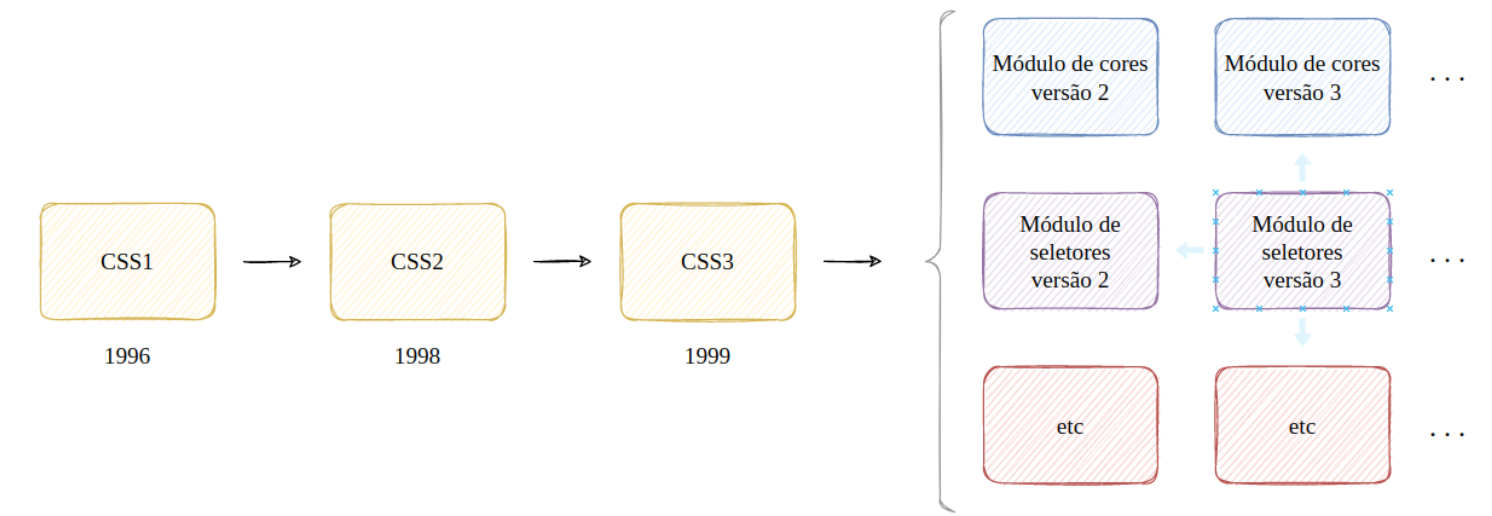 CSS1
1996
CSS2
1998
CSS3
1999
Módulo de cores
versão 2
Módulo de cores
versão 3
. . .
Módulo de
seletores
versão 2
Módulo de
seletores
versão 3
. . .
etc
etc
. . .